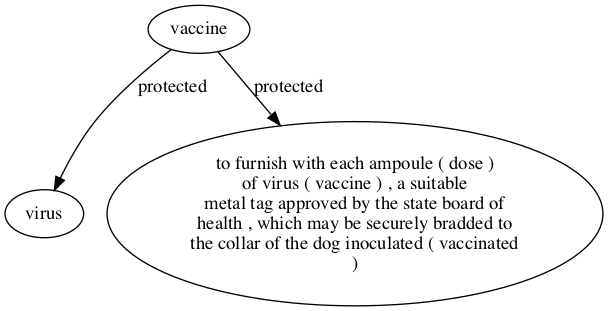 vaccine
protected
protected
virus
to furnish with each ampoule ( dose )
of virus ( vaccine ) , a suitable
metal tag approved by the state board of
health , which may be securely bradded to
the collar of the dog inoculated ( vaccinated
)